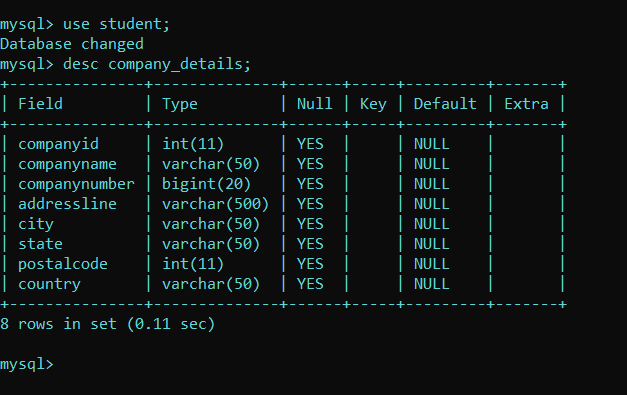 mysql> use student;
Database changed
mysql> desc company_details;
+---------------+--------------+------+-----+---------+-------+
| Field         | Type         | Null | Key | Default | Extra |
+---------------+--------------+------+-----+---------+-------+
| companyid     | int(11)      | YES  |     | NULL    |       |
| companyname   | varchar(50)  | YES  |     | NULL    |       |
| companynumber | bigint(20)   | YES  |     | NULL    |       |
| addressline   | varchar(500) | YES  |     | NULL    |       |
| city          | varchar(50)  | YES  |     | NULL    |       |
| state         | varchar(50)  | YES  |     | NULL    |       |
| postalcode    | int(11)      | YES  |     | NULL    |       |
| country       | varchar(50)  | YES  |     | NULL    |       |
+---------------+--------------+------+-----+---------+-------+
8 rows in set (0.11 sec)
mysql>